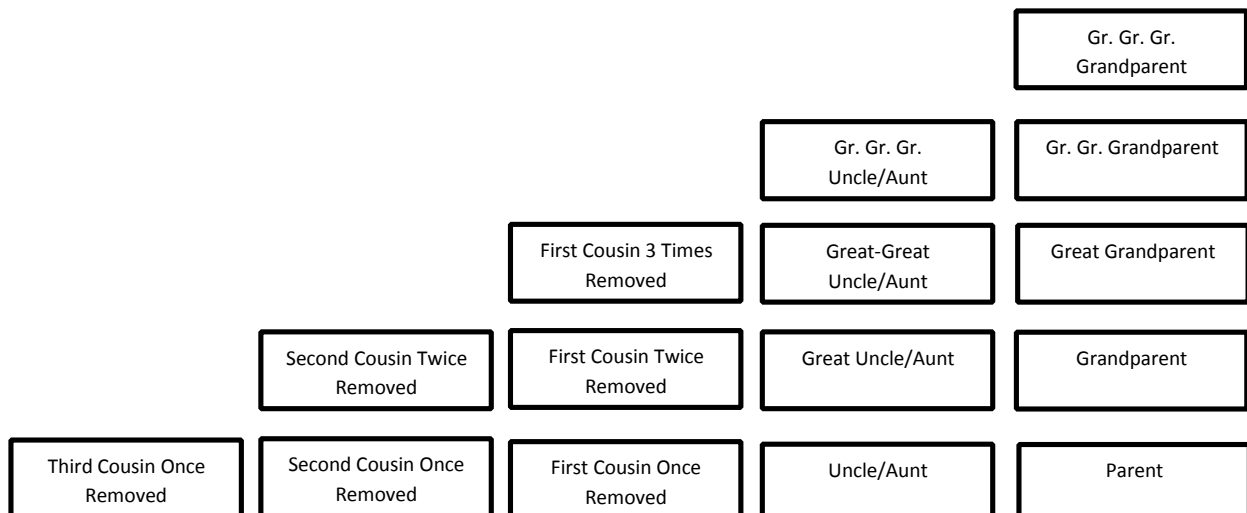 Gr. Gr. Gr.
Grandparent
Gr. Gr. Gr.
Uncle/Aunt
Gr. Gr. Grandparent
First Cousin 3 Times
Removed
Great-Great
Uncle/Aunt
Great Grandparent
Second Cousin Twice
Removed
First Cousin Twice
Removed
Great Uncle/Aunt
Grandparent
Third Cousin Once
Removed
Second Cousin Once
Removed
First Cousin Once
Removed
Uncle/Aunt
Parent